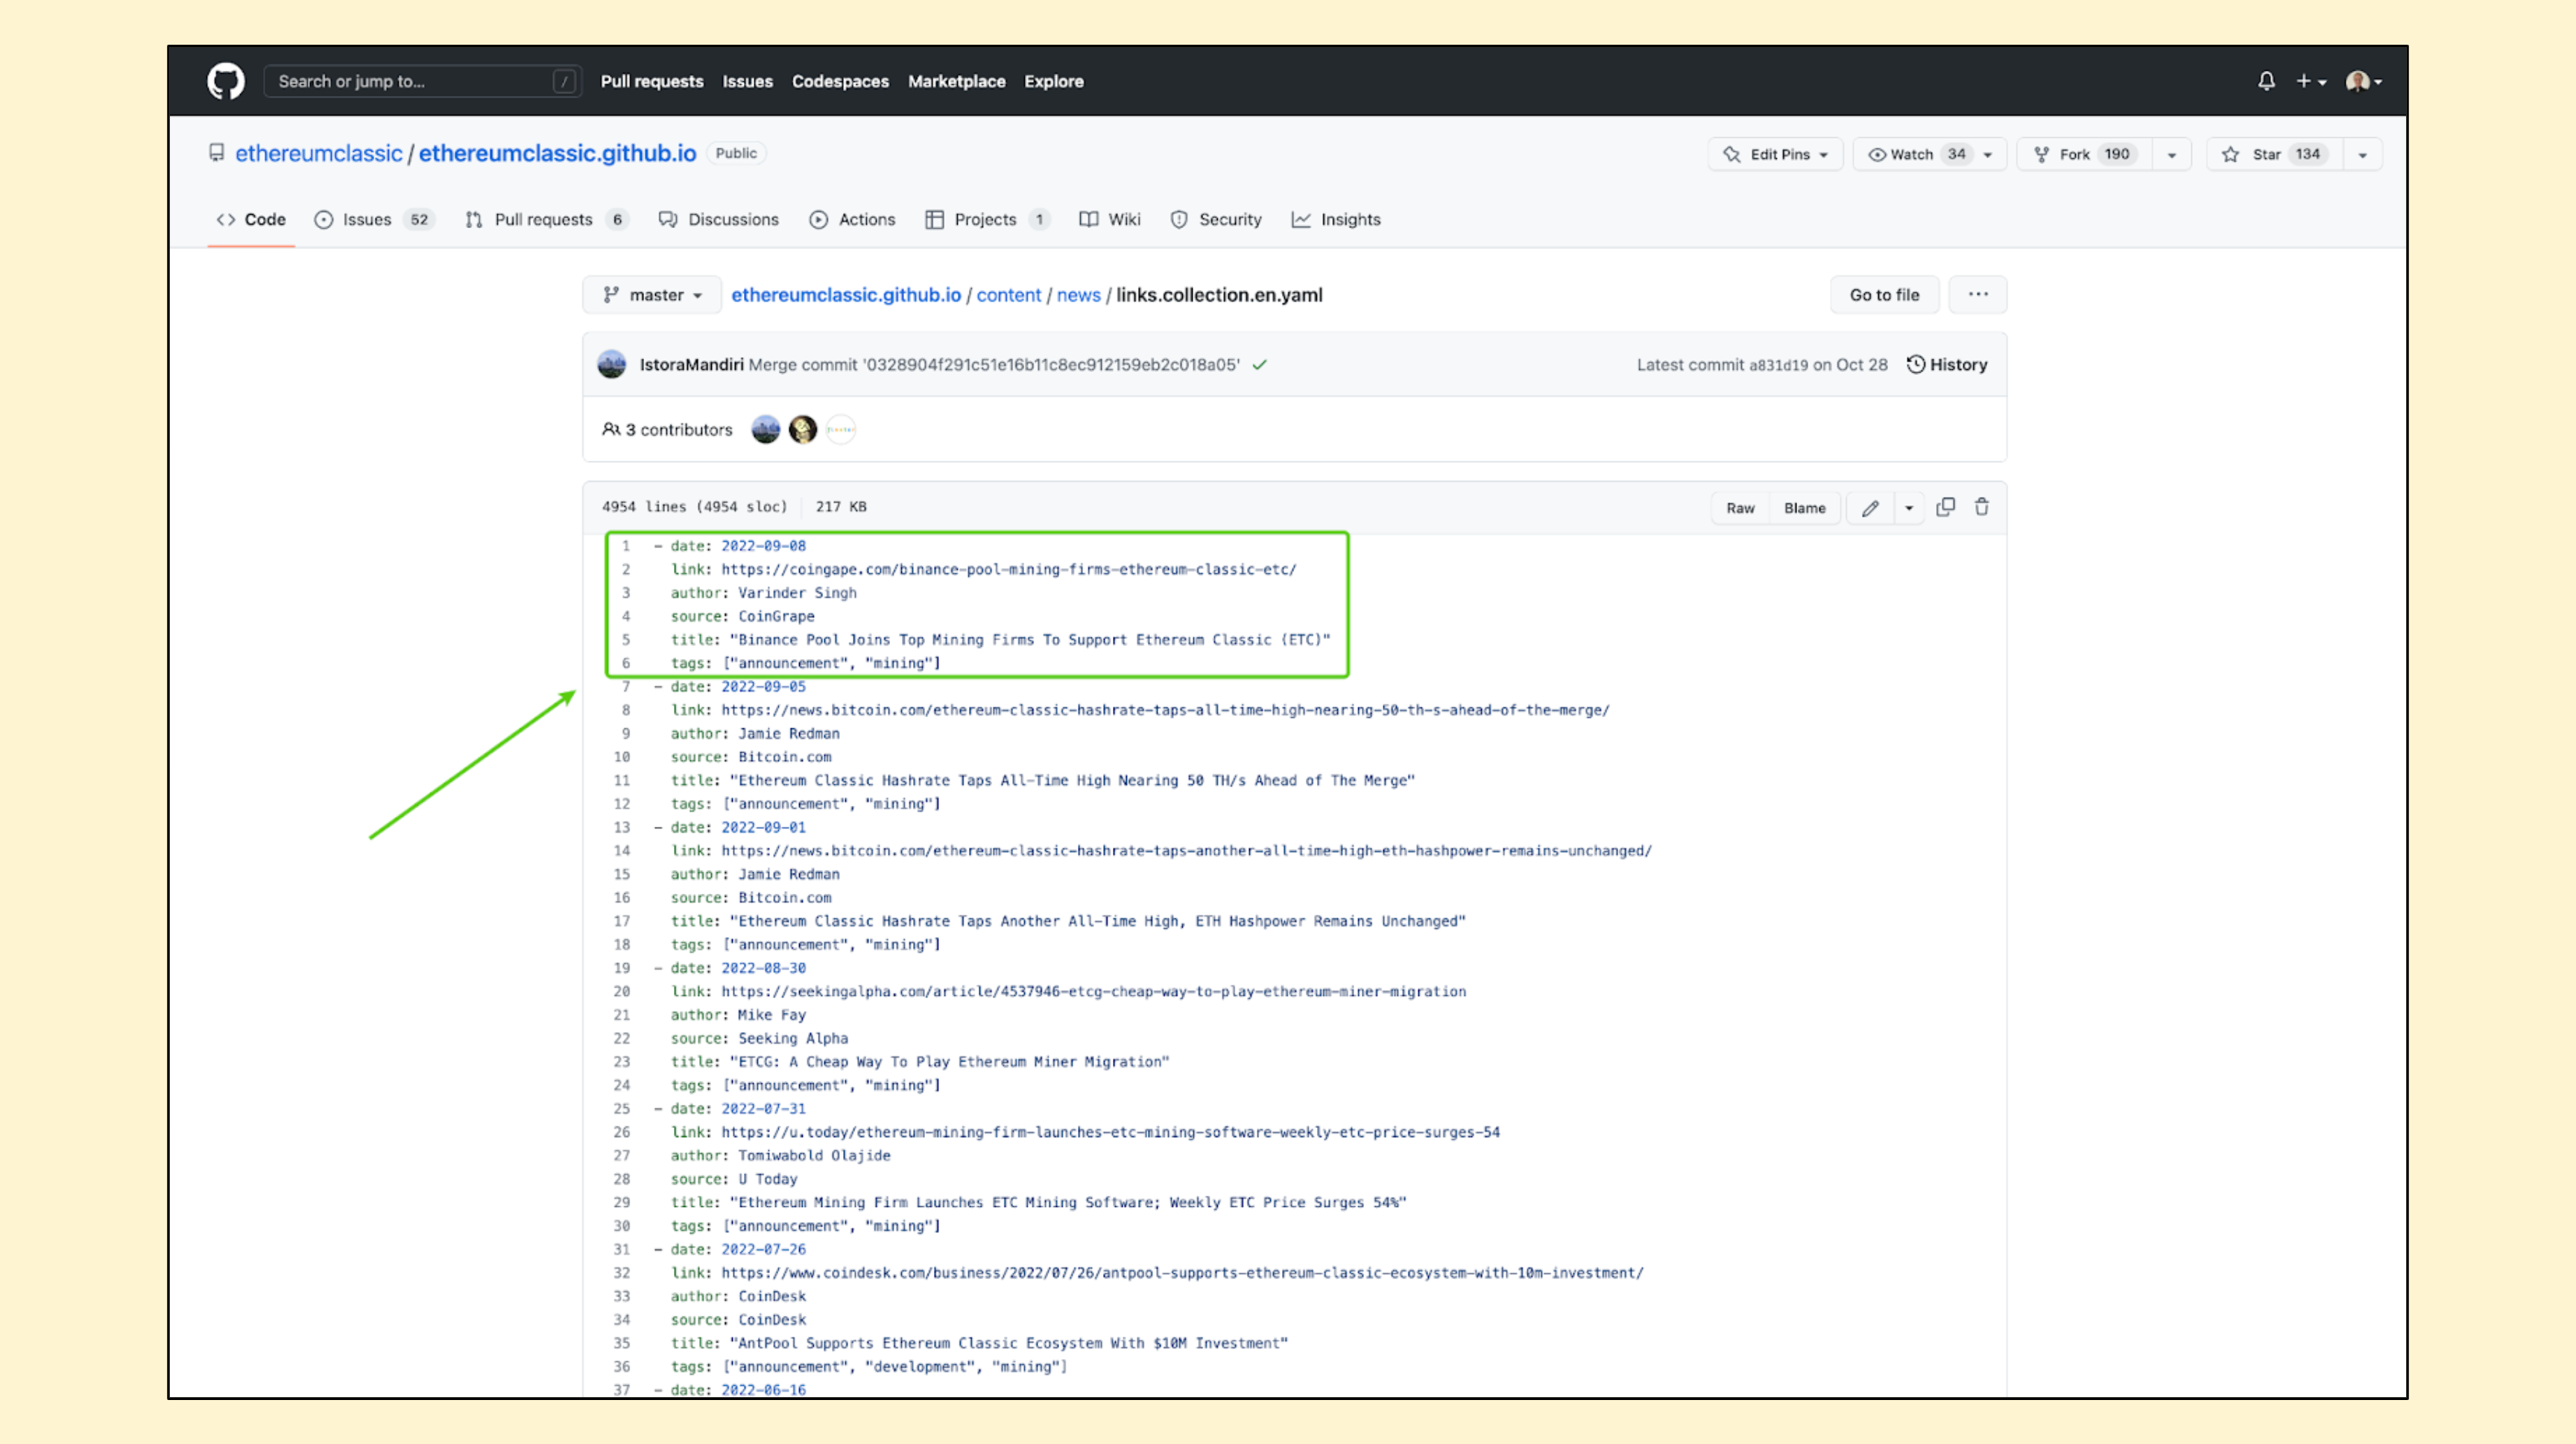 Search or jump to... / Pull requests Issues Codespaces Marketplace Explore
ethereumclassic / ethereumclassic.github.io Public Edit Pins Watch 34 Fork 190 Star 134
Code Issues 52 Pull requests 6 Discussions Actions Projects 1 Wiki Security Insights
master ethereumclassic.github.io / content / news / links.collection.en.yaml Go to file ...
IstoraMandiri Merge commit '0328904f291c51e16b11c8ec912159eb2c018a05' Latest commit a831d19 on Oct 28 History
3 contributors
4954 lines (4954 sloc) 217 KB Raw Blame
1 - date: 2022-09-08
2 link: https://coingape.com/binance-pool-mining-firms-ethereum-classic-etc/
3 author: Varinder Singh
4 source: CoinGrape
5 title: "Binance Pool Joins Top Mining Firms To Support Ethereum Classic (ETC)"
6 tags: ["announcement", "mining"]
7 - date: 2022-09-05
8 link: https://news.bitcoin.com/ethereum-classic-hashrate-taps-all-time-high-nearing-50-th-s-ahead-of-the-merge/
9 author: Jamie Redman
10 source: Bitcoin.com
11 title: "Ethereum Classic Hashrate Taps All-Time High Nearing 50 TH/s Ahead of The Merge"
12 tags: ["announcement", "mining"]
13 - date: 2022-09-01
14 link: https://news.bitcoin.com/ethereum-classic-hashrate-taps-another-all-time-high-eth-hashpower-remains-unchanged/
15 author: Jamie Redman
16 source: Bitcoin.com
17 title: "Ethereum Classic Hashrate Taps Another All-Time High, ETH Hashpower Remains Unchanged"
18 tags: ["announcement", "mining"]
19 - date: 2022-08-30
20 link: https://seekingalpha.com/article/4537946-etcg-cheap-way-to-play-ethereum-miner-migration
21 author: Mike Fay
22 source: Seeking Alpha
23 title: "ETCG: A Cheap Way To Play Ethereum Miner Migration"
24 tags: ["announcement", "mining"]
25 - date: 2022-07-31
26 link: https://u.today/ethereum-mining-firm-launches-etc-mining-software-weekly-etc-price-surges-54
27 author: Tomiwabold Olajide
28 source: U Today
29 title: "Ethereum Mining Firm Launches ETC Mining Software; Weekly ETC Price Surges 54%"
30 tags: ["announcement", "mining"]
31 - date: 2022-07-26
32 link: https://www.coindesk.com/business/2022/07/26/antpool-supports-ethereum-classic-ecosystem-with-10m-investment/
33 author: CoinDesk
34 source: CoinDesk
35 title: "AntPool Supports Ethereum Classic Ecosystem With $10M Investment"
36 tags: ["announcement", "development", "mining"]
37 - date: 2022-06-16